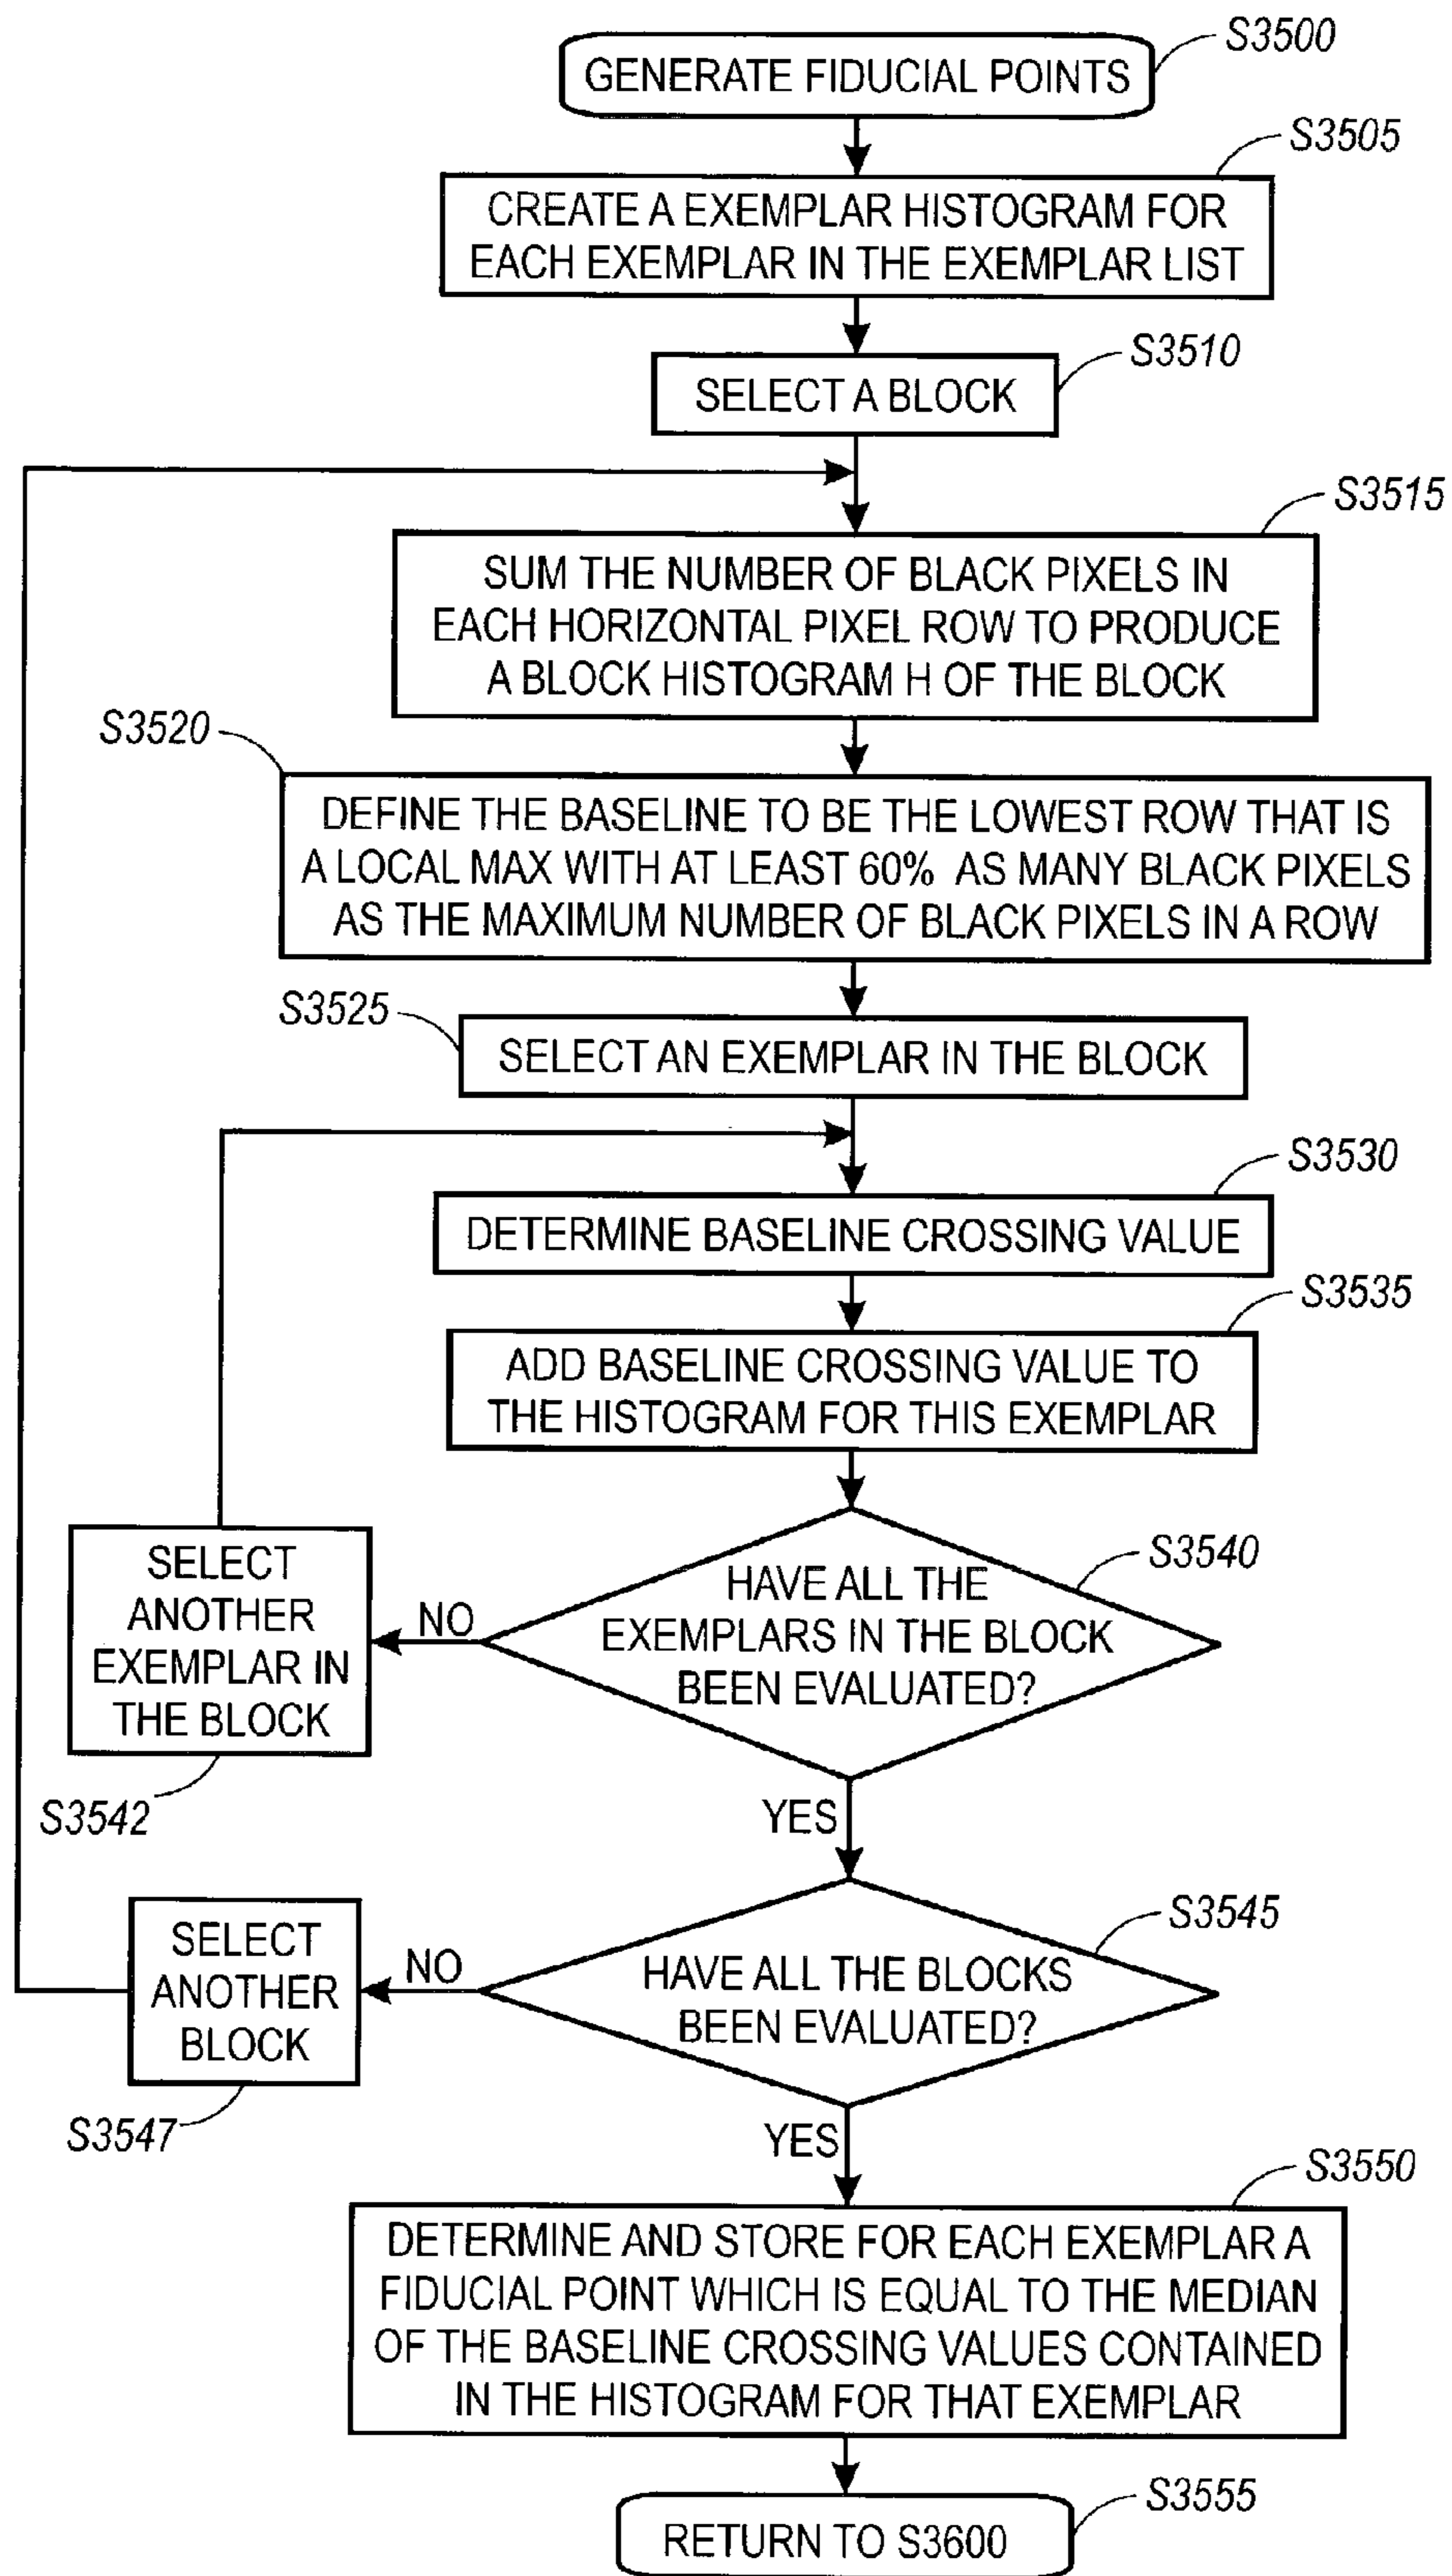 S3500
GENERATE FIDUCIAL POINTS
S3505
CREATE A EXEMPLAR HISTOGRAM FOR
EACH EXEMPLAR IN THE EXEMPLAR LIST
S3510
SELECT A BLOCK
S3515
SUM THE NUMBER OF BLACK PIXELS IN
EACH HORIZONTAL PIXEL ROW TO PRODUCE
A BLOCK HISTOGRAM H OF THE BLOCK
S3520
DEFINE THE BASELINE TO BE THE LOWEST ROW THAT IS
A LOCAL MAX WITH AT LEAST 60% AS MANY BLACK PIXELS
AS THE MAXIMUM NUMBER OF BLACK PIXELS IN A ROW
S3525
SELECT AN EXEMPLAR IN THE BLOCK
S3530
DETERMINE BASELINE CROSSING VALUE
S3535
ADD BASELINE CROSSING VALUE TO
THE HISTOGRAM FOR THIS EXEMPLAR
S3540
HAVE ALL THE
EXEMPLARS IN THE BLOCK
BEEN EVALUATED?
NO
SELECT
ANOTHER
EXEMPLAR IN
THE BLOCK
S3542
YES
S3545
HAVE ALL THE BLOCKS
BEEN EVALUATED?
NO
SELECT
ANOTHER
BLOCK
S3547
YES
S3550
DETERMINE AND STORE FOR EACH EXEMPLAR A
FIDUCIAL POINT WHICH IS EQUAL TO THE MEDIAN
OF THE BASELINE CROSSING VALUES CONTAINED
IN THE HISTOGRAM FOR THAT EXEMPLAR
S3555
RETURN TO S3600